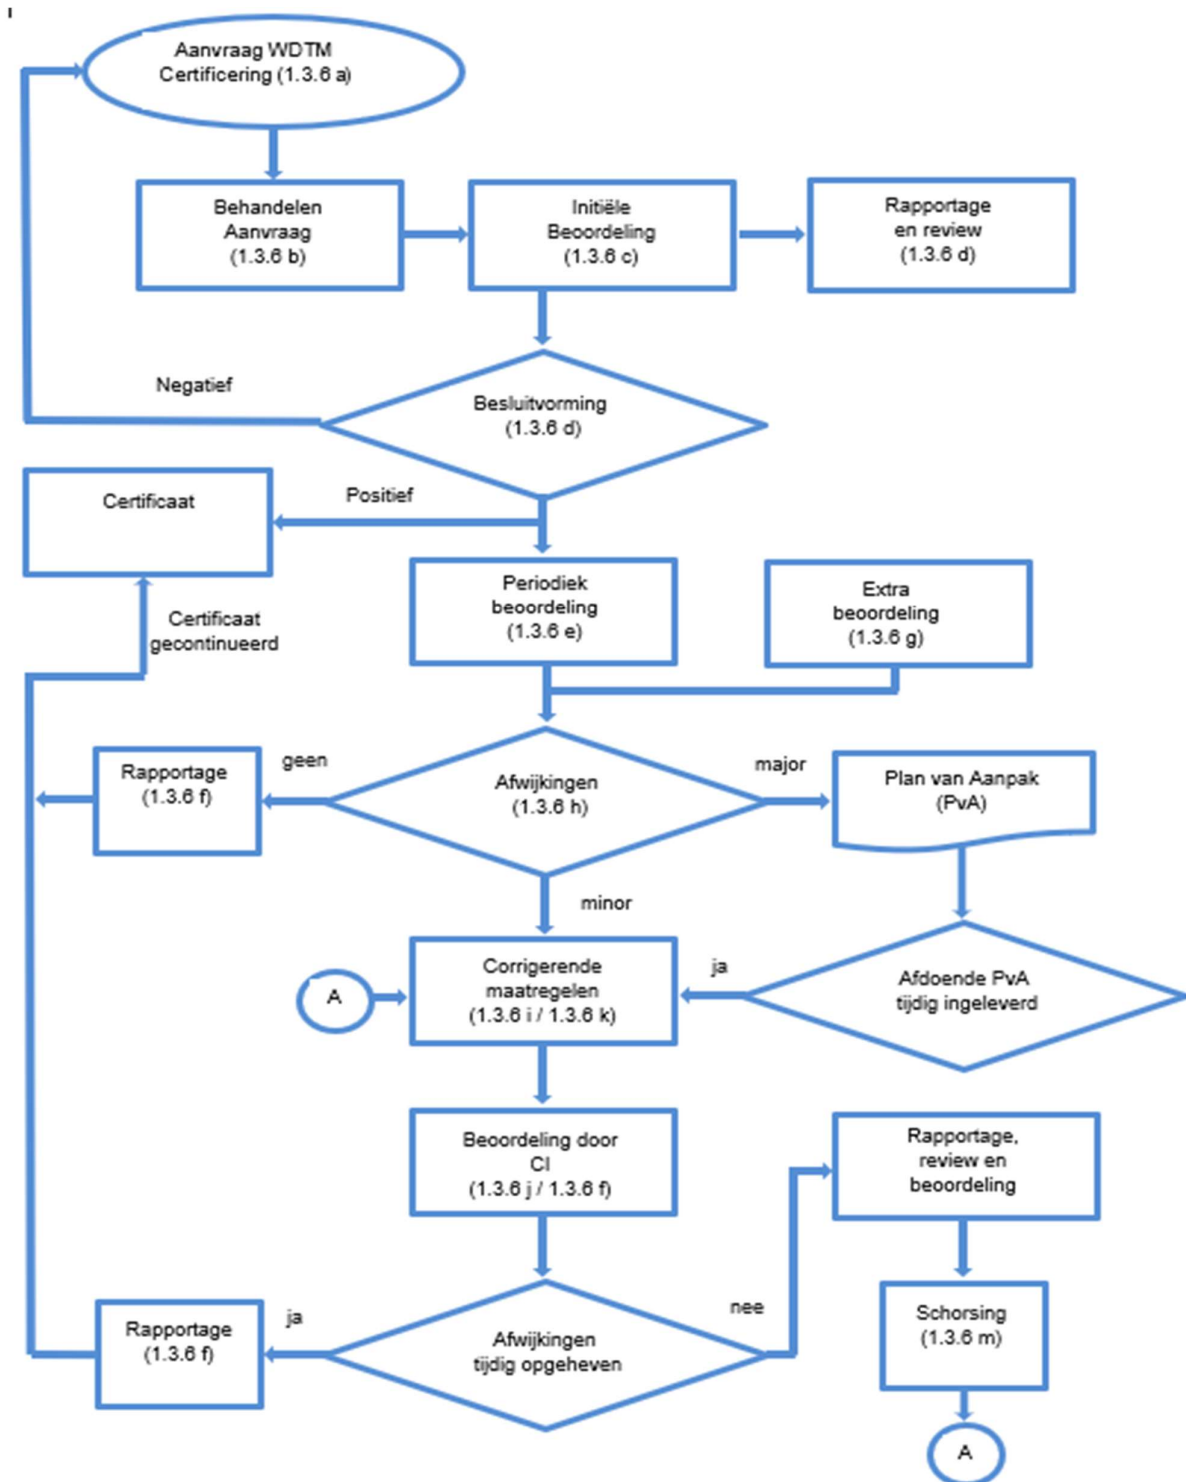 Aanvraag WDTM
Certificering (1.3.6 a)
Behandelen
Aanvraag
(1.3.6 b)
Initiële
Beoordeling
(1.3.6 c)
Rapportage
en review
(1.3.6 d)
Negatief
Besluitvorming
(1.3.6 d)
Certificaat
Positief
Periodiek
beoordeling
(1.3.6 e)
Extra
beoordeling
(1.3.6 g)
Certificaat
gecontinueerd
Rapportage
(1.3.6 f)
geen
Afwijkingen
(1.3.6 h)
major
Plan van Aanpak
(PvA)
minor
A
Corrigerende
maatregelen
(1.3.6 i / 1.3.6 k)
ja
Afdoende PvA
tijdig ingeleverd
Beoordeling door
CI
(1.3.6 j / 1.3.6 f)
Rapportage,
review en
beoordeling
Rapportage
(1.3.6 f)
ja
Afwijkingen
tijdig opgeheven
nee
Schorsing
(1.3.6 m)
A